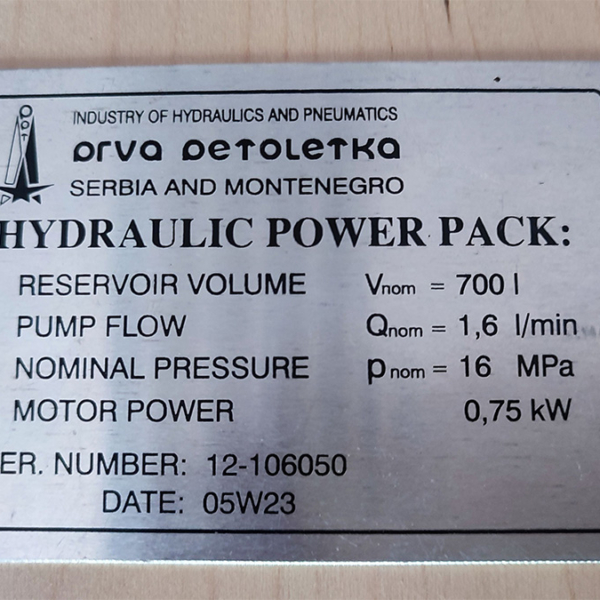 PPT
INDUSTRY OF HYDRAULICS AND PNEUMATICS
prva petoletka
SERBIA AND MONTENEGRO
HYDRAULIC POWER PACK:
RESERVOIR VOLUME Vnom = 700 l
PUMP FLOW Qnom = 1,6 l/min
NOMINAL PRESSURE pnom = 16 MPa
MOTOR POWER 0,75 kW
ER. NUMBER: 12-106050
DATE: 05W23